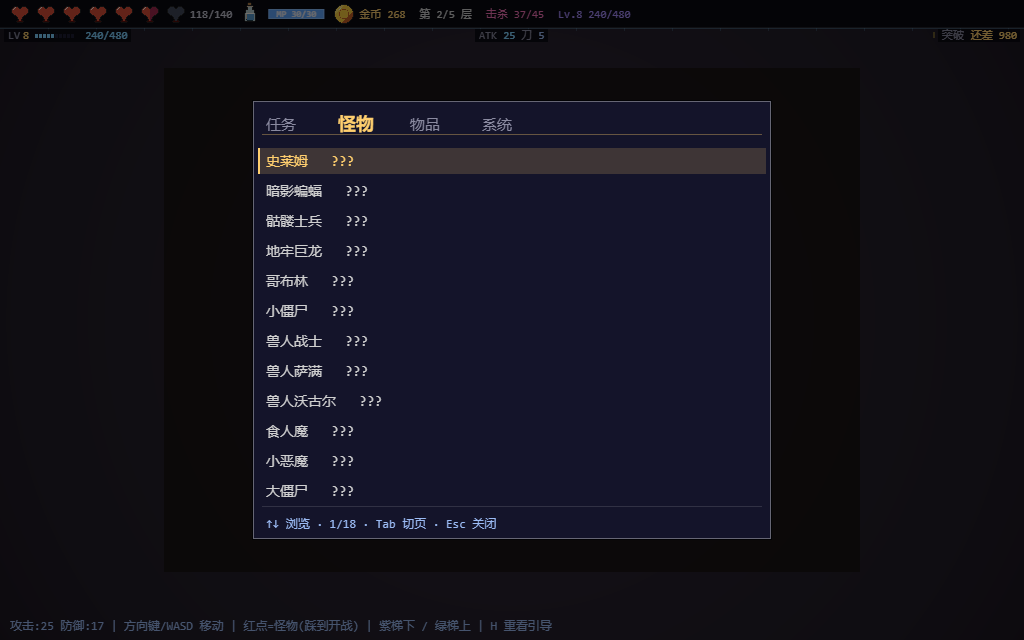 118/140 MP 30/30 金币 268 第 2/5 层 击杀 37/45 Lv.8 240/480
LV 8 240/480 ATK 25 刀 5 突破 还差 980
任务 怪物 物品 系统
史莱姆 ???
暗影蝙蝠 ???
骷髅士兵 ???
地牢巨龙 ???
哥布林 ???
小僵尸 ???
兽人战士 ???
兽人萨满 ???
兽人沃古尔 ???
食人魔 ???
小恶魔 ???
大僵尸 ???
↑↓ 浏览 · 1/18 · Tab 切页 · Esc 关闭
攻击:25 防御:17 | 方向键/WASD 移动 | 红点=怪物(踩到开战) | 紫梯下 / 绿梯上 | H 重看引导